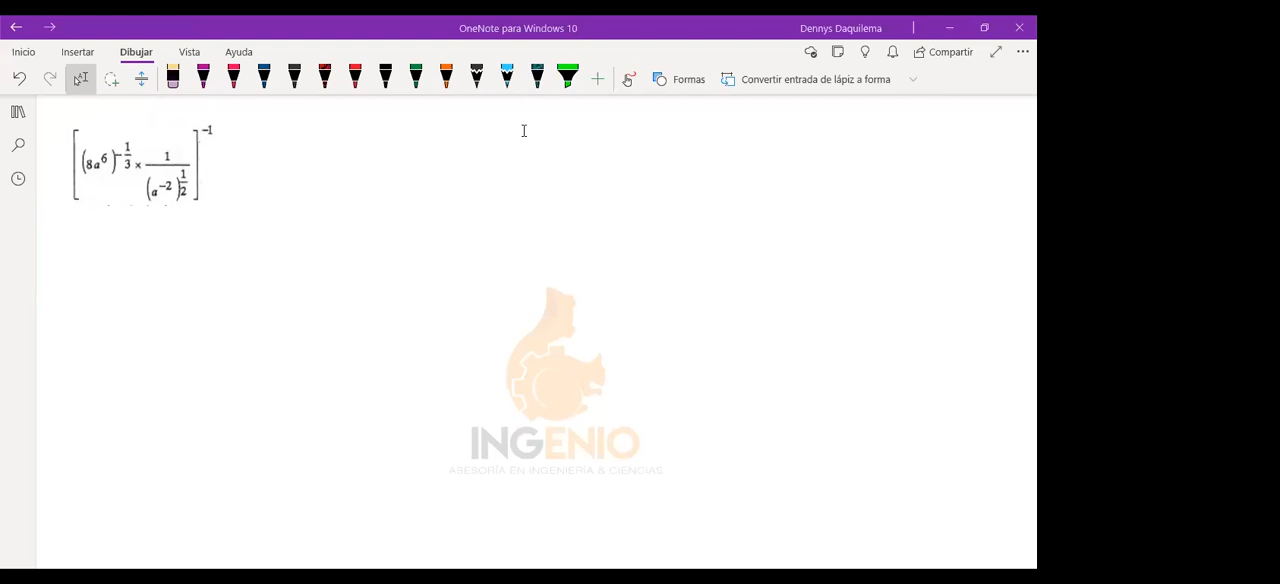 OneNote para Windows 10
Dennys Daquilema
Inicio Insertar Dibujar Vista Ayuda
Compartir
Formas
Convertir entrada de lápiz a forma
[(8a^6)^{-1/3} × 1/(a^{-2})^{1/2}]^{-1}
INGENIO
ASESORÍA EN INGENIERÍA & CIENCIAS